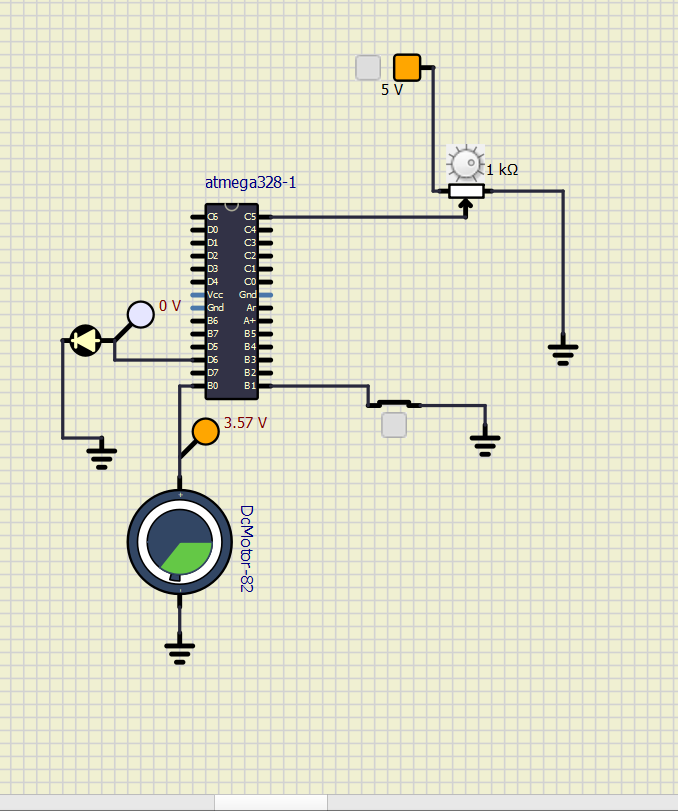 5 V
1 kΩ
atmega328-1
C6 C5
D0 C4
D1 C3
D2 C2
D3 C1
D4 C0
Vcc Gnd
Gnd Ar
B6 A+
B7 B5
D5 B4
D6 B3
D7 B2
B0 B1
0 V
3.57 V
DcMotor-82